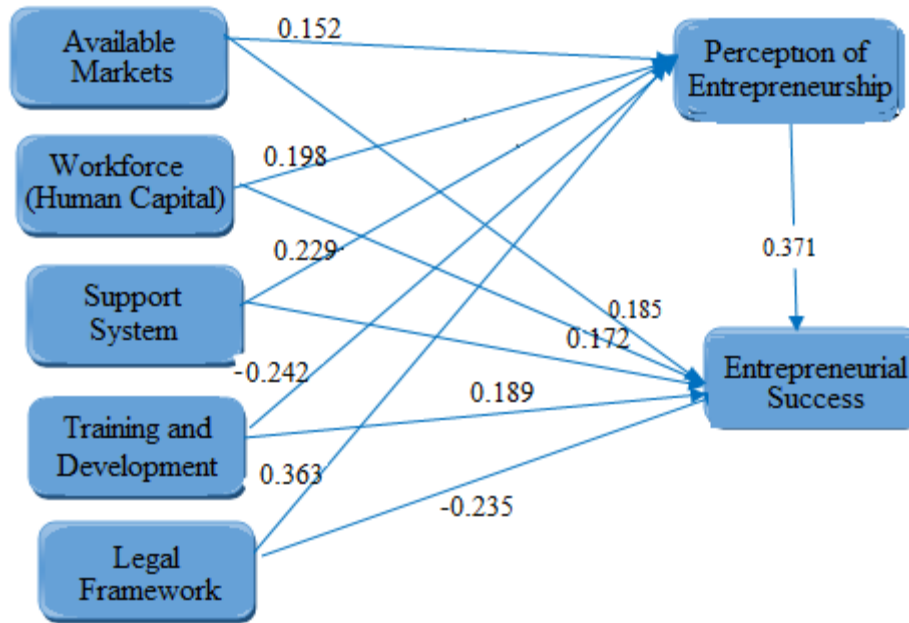 Available
Markets
0.152
Perception of
Entrepreneurship
Workforce
(Human Capital)
0.198
0.229
0.371
Support
System
0.185
0.172
-0.242
Entrepreneurial
Success
0.189
Training and
Development
0.363
-0.235
Legal
Framework